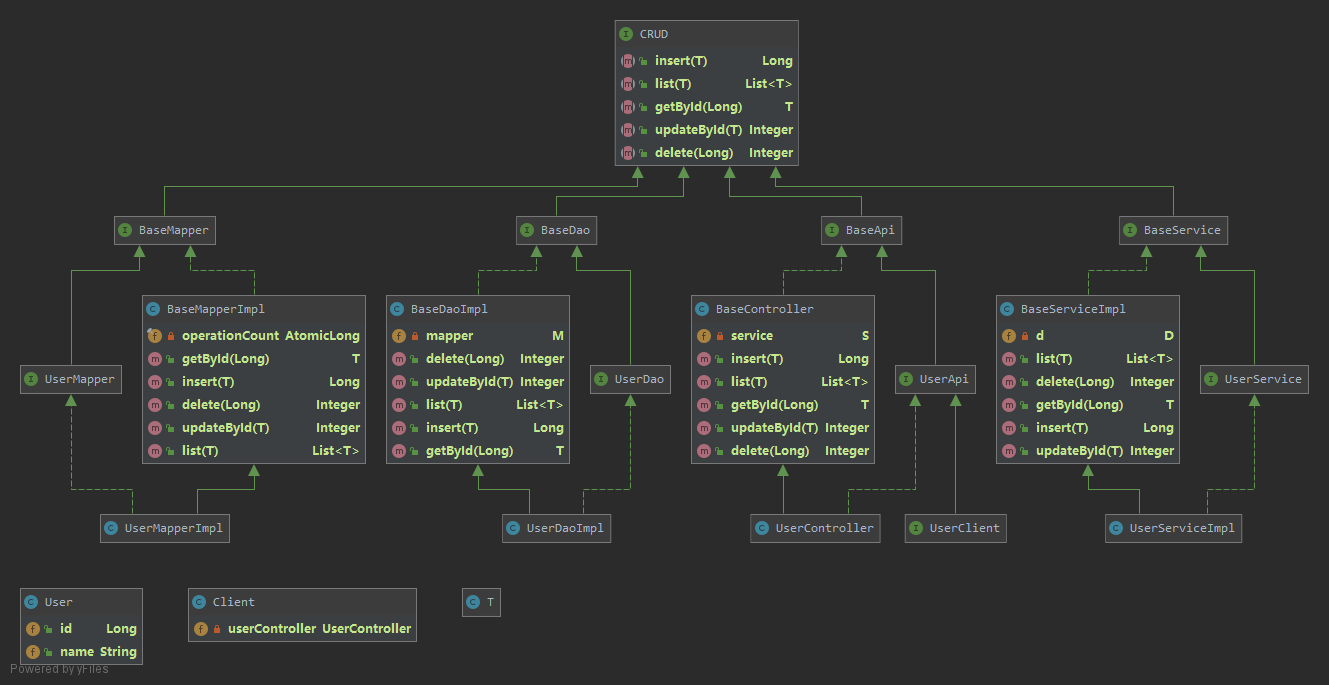 CRUD
insert(T) Long
list(T) List<T>
getById(Long) T
updateById(T) Integer
delete(Long) Integer
BaseMapper
BaseDao
BaseApi
BaseService
BaseMapperImpl
operationCount AtomicLong
getById(Long) T
insert(T) Long
delete(Long) Integer
updateById(T) Integer
list(T) List<T>
BaseDaoImpl
mapper M
delete(Long) Integer
updateById(T) Integer
list(T) List<T>
insert(T) Long
getById(Long) T
BaseController
service S
insert(T) Long
list(T) List<T>
getById(Long) T
updateById(T) Integer
delete(Long) Integer
BaseServiceImpl
d D
list(T) List<T>
delete(Long) Integer
getById(Long) T
insert(T) Long
updateById(T) Integer
UserMapper
UserDao
UserApi
UserService
UserMapperImpl
UserDaoImpl
UserController
UserClient
UserServiceImpl
User
id Long
name String
Client
userController UserController
T
Powered by yFiles